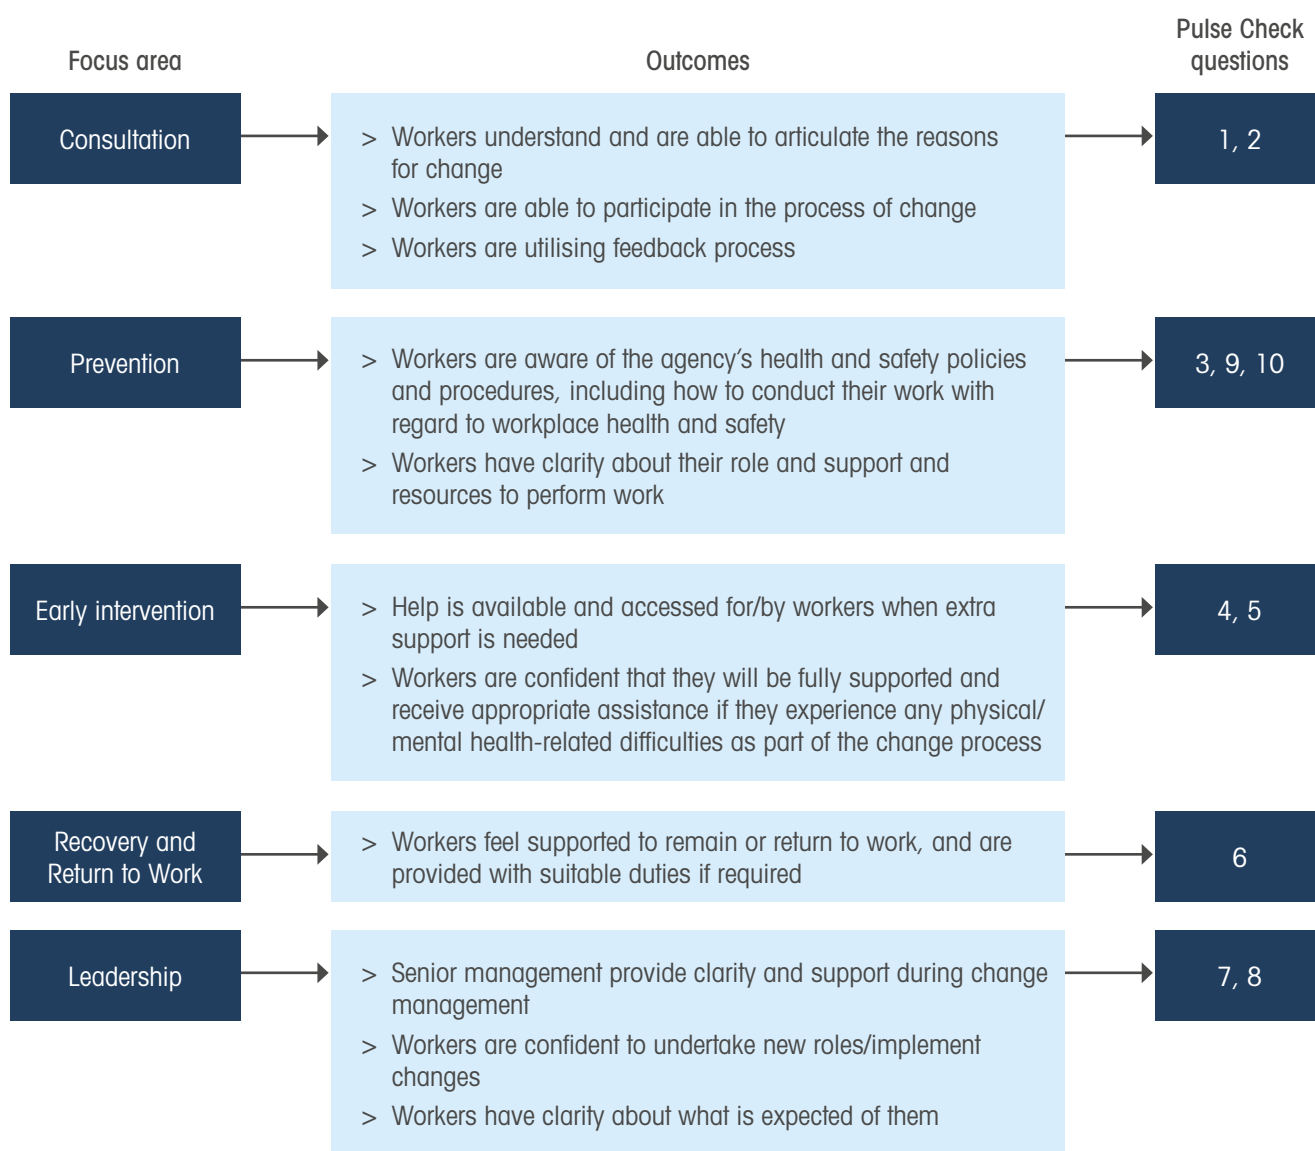 Focus area
Outcomes
Pulse Check
questions
Consultation
> Workers understand and are able to articulate the reasons
for change
> Workers are able to participate in the process of change
> Workers are utilising feedback process
1, 2
Prevention
> Workers are aware of the agency’s health and safety policies
and procedures, including how to conduct their work with
regard to workplace health and safety
> Workers have clarity about their role and support and
resources to perform work
3, 9, 10
Early intervention
> Help is available and accessed for/by workers when extra
support is needed
> Workers are confident that they will be fully supported and
receive appropriate assistance if they experience any physical/
mental health-related difficulties as part of the change process
4, 5
Recovery and
Return to Work
> Workers feel supported to remain or return to work, and are
provided with suitable duties if required
6
Leadership
> Senior management provide clarity and support during change
management
> Workers are confident to undertake new roles/implement
changes
> Workers have clarity about what is expected of them
7, 8